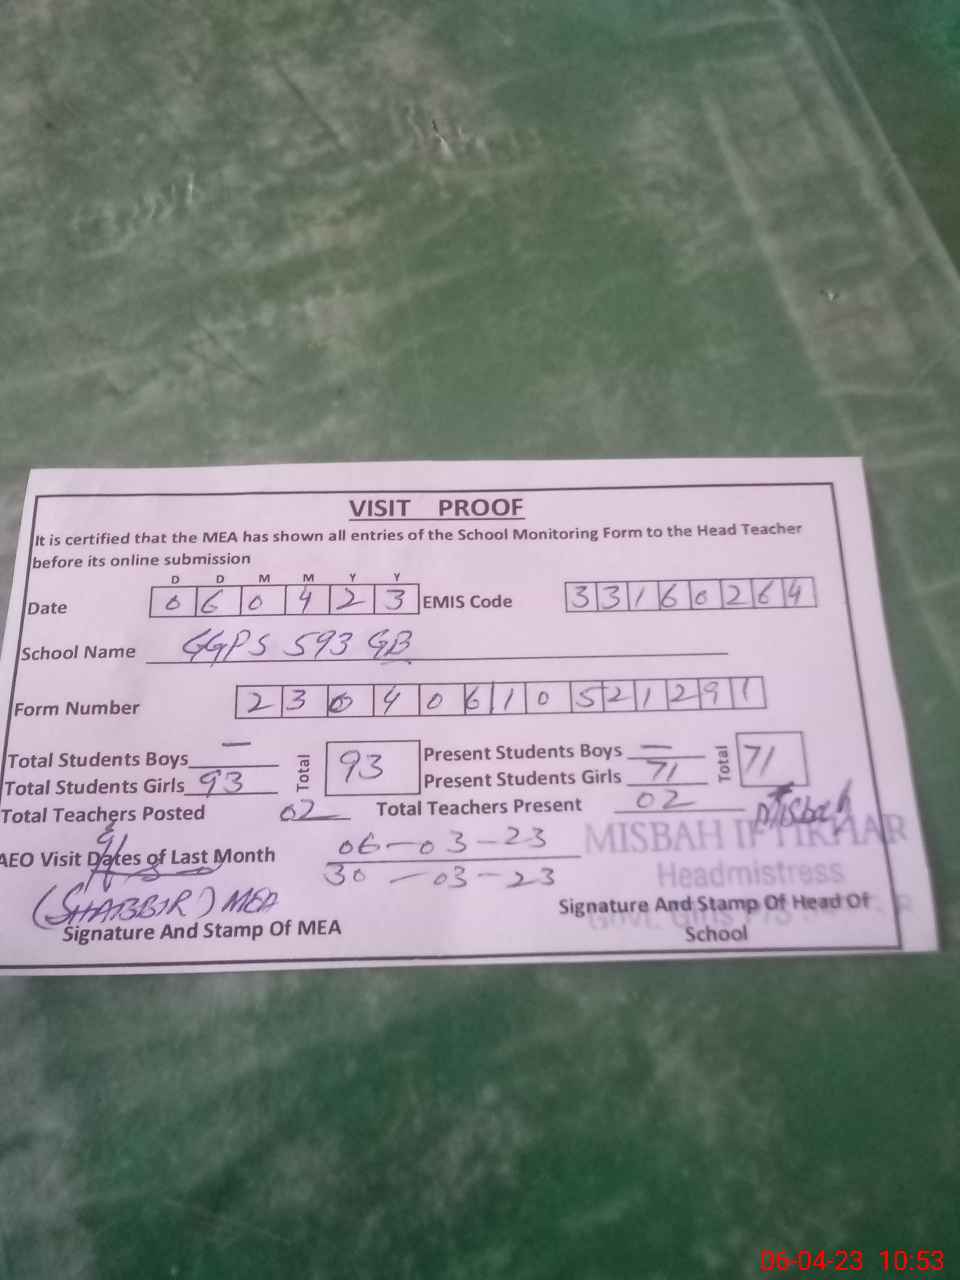 VISIT PROOF
It is certified that the MEA has shown all entries of the School Monitoring Form to the Head Teacher
before its online submission
D D M M Y Y
Date 0 6 0 4 2 3 EMIS Code 3 3 1 6 0 2 6 4
School Name GGPS 593 GB
Form Number 2 3 0 4 0 6 1 0 5 2 1 2 9 1
Total Students Boys — Total 93 Present Students Boys — Total 71
Total Students Girls 93 Present Students Girls 71
Total Teachers Posted 02 Total Teachers Present 02
Misbah
AEO Visit Dates of Last Month 06-03-23
30-03-23
MISBAH IFTIKHAR
Headmistress
(SHABBIR) MEA
Signature And Stamp Of MEA
Signature And Stamp Of Head Of
School
06-04-23 10:53